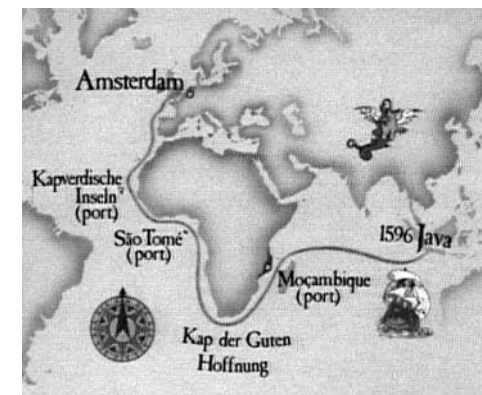 Amsterdam
Kapverdische
Inseln
(port)
São Tomé
(port)
1596 Java
Moçambique
(port)
Kap der Guten
Hoffnung